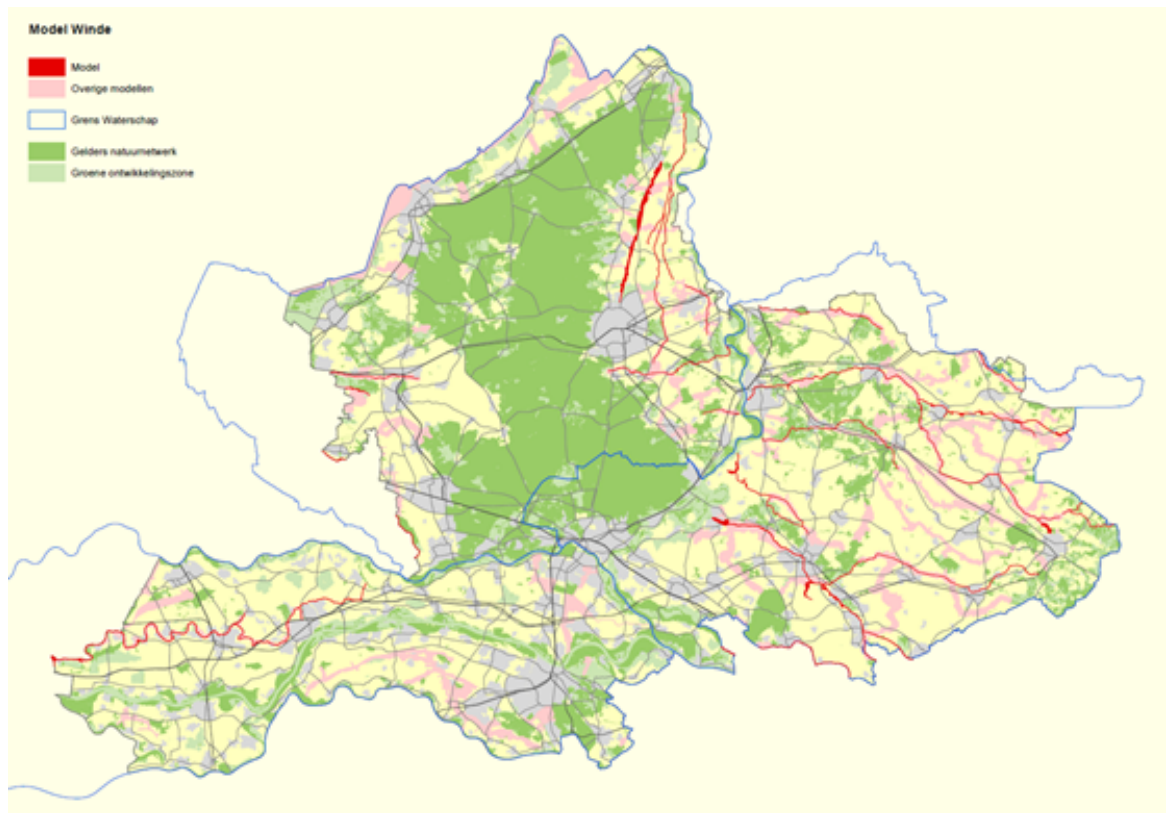 Model Winde
Model
Overige modellen
Grens Waterschap
Gelders natuurnetwerk
Groene ontwikkelingszone